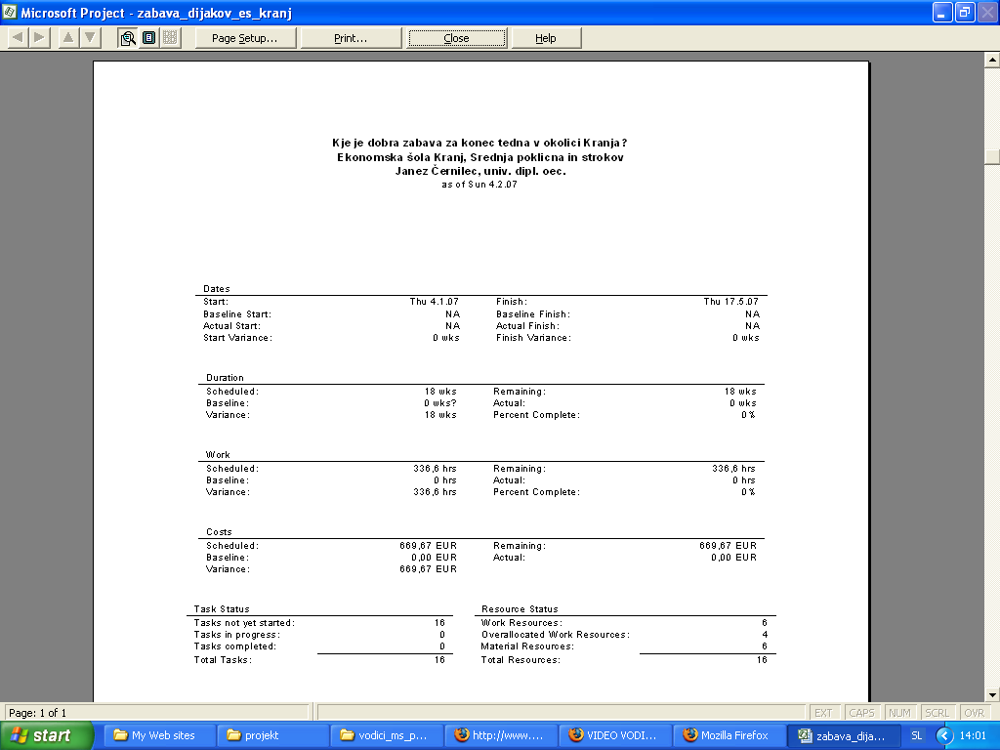 Microsoft Project - zabava_dijakov_es_kranj
Page Setup... Print... Close Help
Kje je dobra zabava za konec tedna v okolici Kranja?
Ekonomska šola Kranj, Srednja poklicna in strokov
Janez Černilec, univ. dipl. oec.
as of Sun 4.2.07
Dates
Start: Thu 4.1.07 Finish: Thu 17.5.07
Baseline Start: NA Baseline Finish: NA
Actual Start: NA Actual Finish: NA
Start Variance: 0 wks Finish Variance: 0 wks
Duration
Scheduled: 18 wks Remaining: 18 wks
Baseline: 0 wks? Actual: 0 wks
Variance: 18 wks Percent Complete: 0%
Work
Scheduled: 336,6 hrs Remaining: 336,6 hrs
Baseline: 0 hrs Actual: 0 hrs
Variance: 336,6 hrs Percent Complete: 0%
Costs
Scheduled: 669,67 EUR Remaining: 669,67 EUR
Baseline: 0,00 EUR Actual: 0,00 EUR
Variance: 669,67 EUR
Task Status Resource Status
Tasks not yet started: 16 Work Resources: 6
Tasks in progress: 0 Overallocated Work Resources: 4
Tasks completed: 0 Material Resources: 6
Total Tasks: 16 Total Resources: 16
Page: 1 of 1 EXT CAPS NUM SCRL OVR
start My Web sites projekt vodici_ms_p... http://www.... VIDEO VODI... Mozilla Firefox zabava_dija... SL 14:01